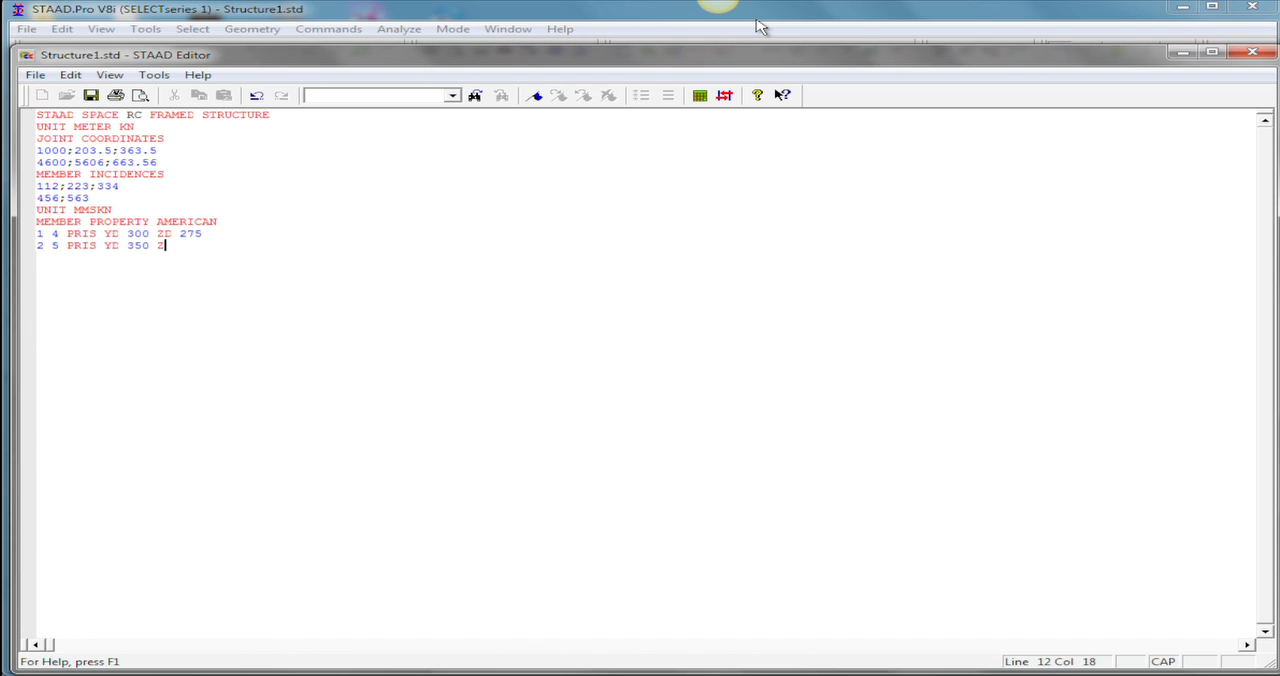 STAAD.Pro V8i (SELECTseries 1) - Structure1.std
File Edit View Tools Select Geometry Commands Analyze Mode Window Help
Structure1.std - STAAD Editor
File Edit View Tools Help
STAAD SPACE RC FRAMED STRUCTURE
UNIT METER KN
JOINT COORDINATES
1000;203.5;363.5
4600;5606;663.56
MEMBER INCIDENCES
112;223;334
456;563
UNIT MMSKN
MEMBER PROPERTY AMERICAN
1 4 PRIS YD 300 ZD 275
2 5 PRIS YD 350 Z
For Help, press F1
Line 12 Col 18
CAP